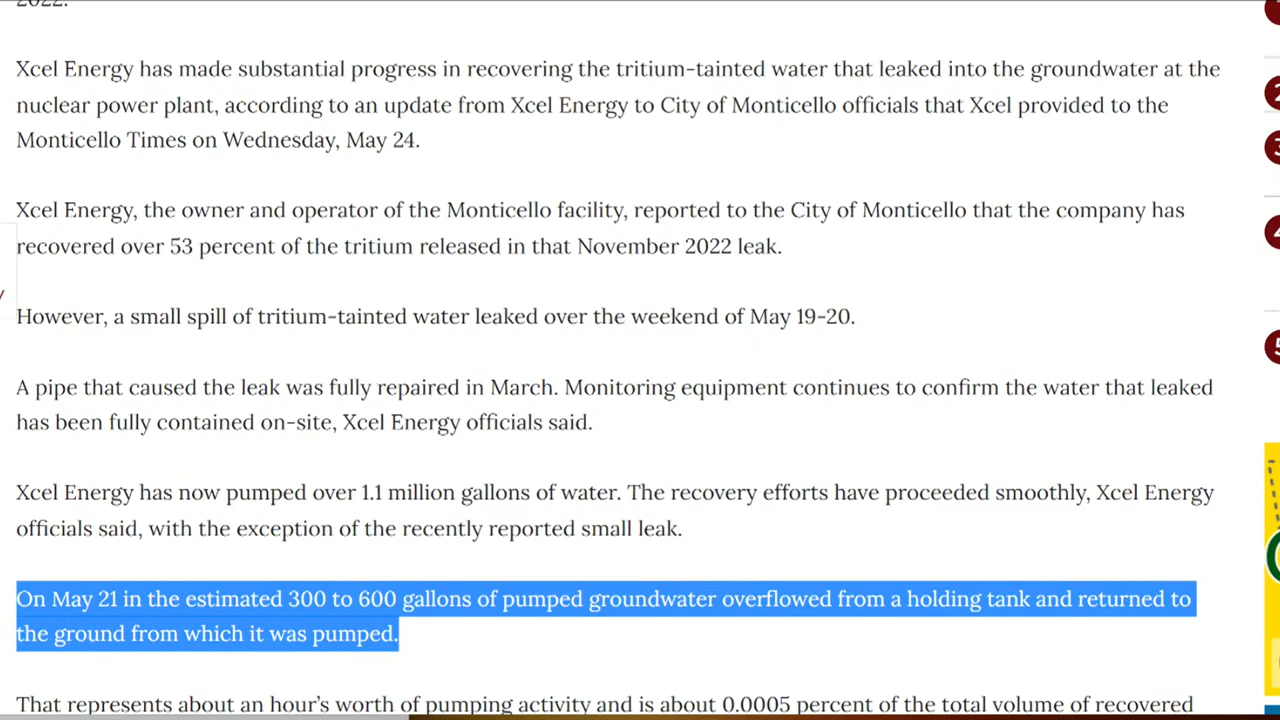 2022.
Xcel Energy has made substantial progress in recovering the tritium-tainted water that leaked into the groundwater at the
nuclear power plant, according to an update from Xcel Energy to City of Monticello officials that Xcel provided to the
Monticello Times on Wednesday, May 24.
Xcel Energy, the owner and operator of the Monticello facility, reported to the City of Monticello that the company has
recovered over 53 percent of the tritium released in that November 2022 leak.
However, a small spill of tritium-tainted water leaked over the weekend of May 19-20.
A pipe that caused the leak was fully repaired in March. Monitoring equipment continues to confirm the water that leaked
has been fully contained on-site, Xcel Energy officials said.
Xcel Energy has now pumped over 1.1 million gallons of water. The recovery efforts have proceeded smoothly, Xcel Energy
officials said, with the exception of the recently reported small leak.
On May 21 in the estimated 300 to 600 gallons of pumped groundwater overflowed from a holding tank and returned to
the ground from which it was pumped.
That represents about an hour's worth of pumping activity and is about 0.0005 percent of the total volume of recovered
2
3
4
5